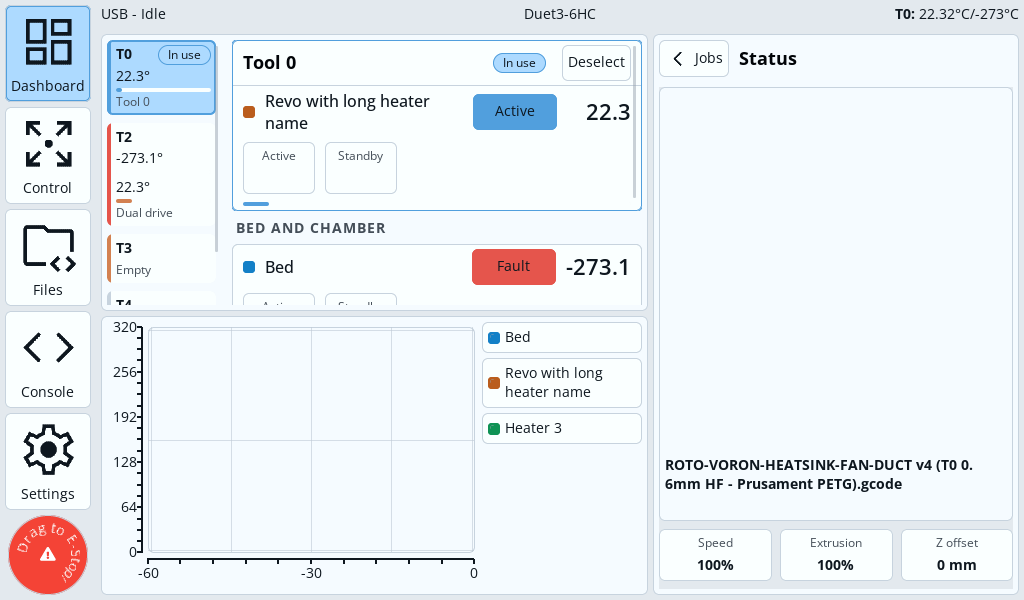 USB - Idle
Duet3-6HC
T0: 22.32°C/-273°C
Dashboard
Control
Files
Console
Settings
Drag to E-Stop!
T0
In use
22.3°
Tool 0
T2
-273.1°
22.3°
Dual drive
T3
Empty
T4
Tool 0
In use
Deselect
Revo with long heater
name
Active
22.3
Active
Standby
BED AND CHAMBER
Bed
Fault
-273.1
Active
Standby
320
256
192
128
64
0
-60
-30
0
Bed
Revo with long
heater name
Heater 3
Jobs
Status
ROTO-VORON-HEATSINK-FAN-DUCT v4 (T0 0.
6mm HF - Prusament PETG).gcode
Speed
100%
Extrusion
100%
Z offset
0 mm